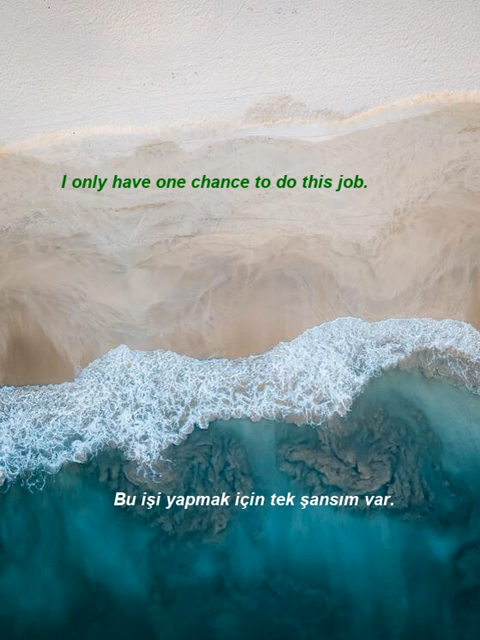 I only have one chance to do this job.
Bu işi yapmak için tek şansım var.